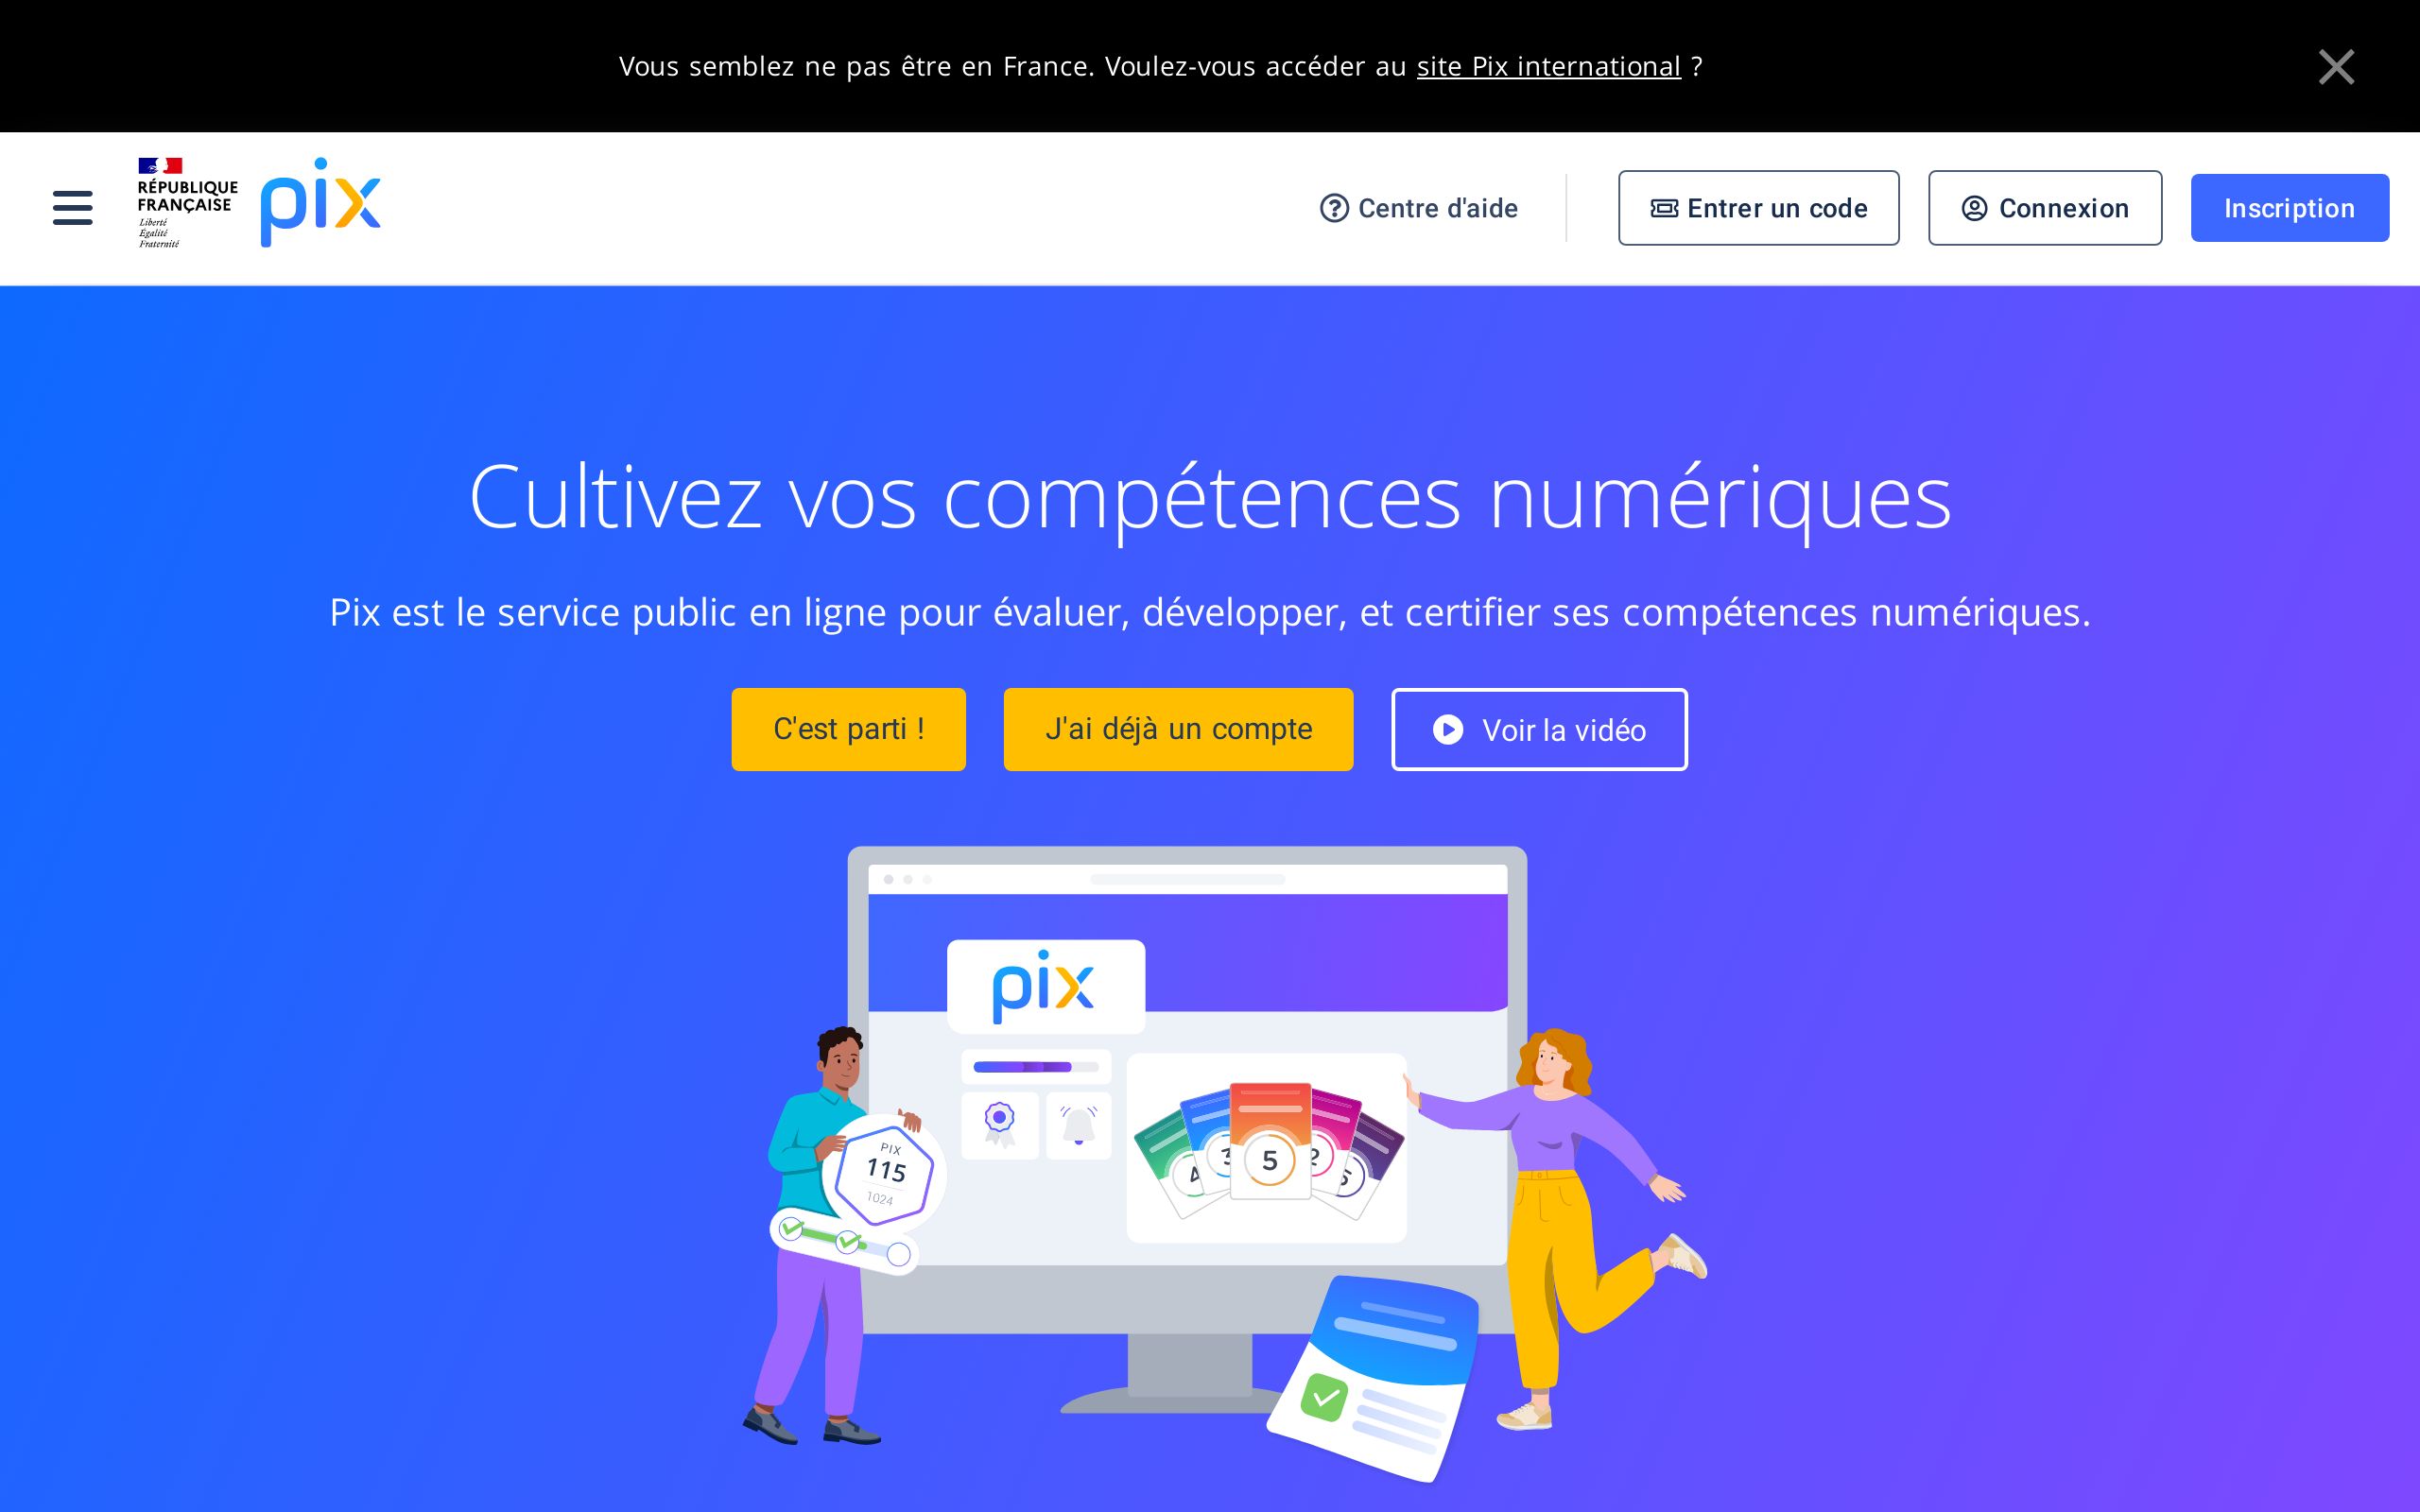 Vous semblez ne pas être en France. Voulez-vous accéder au site Pix international ?
RÉPUBLIQUE
FRANÇAISE
Liberté
Égalité
Fraternité
pix
Centre d'aide
Entrer un code
Connexion
Inscription
Cultivez vos compétences numériques
Pix est le service public en ligne pour évaluer, développer, et certifier ses compétences numériques.
C'est parti !
J'ai déjà un compte
Voir la vidéo
pix
PIX
115
1024
4
3
5
2
5